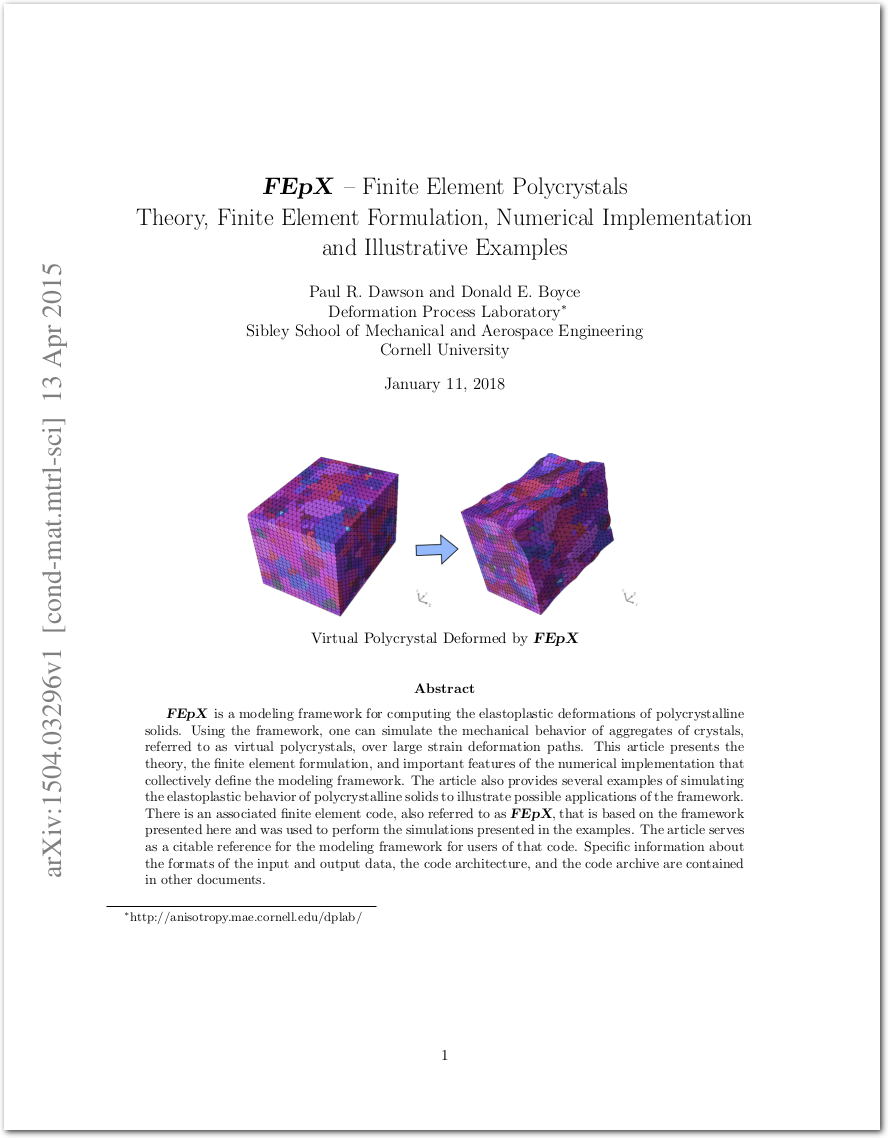 FEpX – Finite Element Polycrystals
Theory, Finite Element Formulation, Numerical Implementation
and Illustrative Examples
Paul R. Dawson and Donald E. Boyce
Deformation Process Laboratory*
Sibley School of Mechanical and Aerospace Engineering
Cornell University
January 11, 2018
Virtual Polycrystal Deformed by FEpX
Abstract
FEpX is a modeling framework for computing the elastoplastic deformations of polycrystalline
solids. Using the framework, one can simulate the mechanical behavior of aggregates of crystals,
referred to as virtual polycrystals, over large strain deformation paths. This article presents the
theory, the finite element formulation, and important features of the numerical implementation that
collectively define the modeling framework. The article also provides several examples of simulating
the elastoplastic behavior of polycrystalline solids to illustrate possible applications of the framework.
There is an associated finite element code, also referred to as FEpX, that is based on the framework
presented here and was used to perform the simulations presented in the examples. The article serves
as a citable reference for the modeling framework for users of that code. Specific information about
the formats of the input and output data, the code architecture, and the code archive are contained
in other documents.
*http://anisotropy.mae.cornell.edu/dplab/
1
arXiv:1504.03296v1 [cond-mat.mtrl-sci] 13 Apr 2015